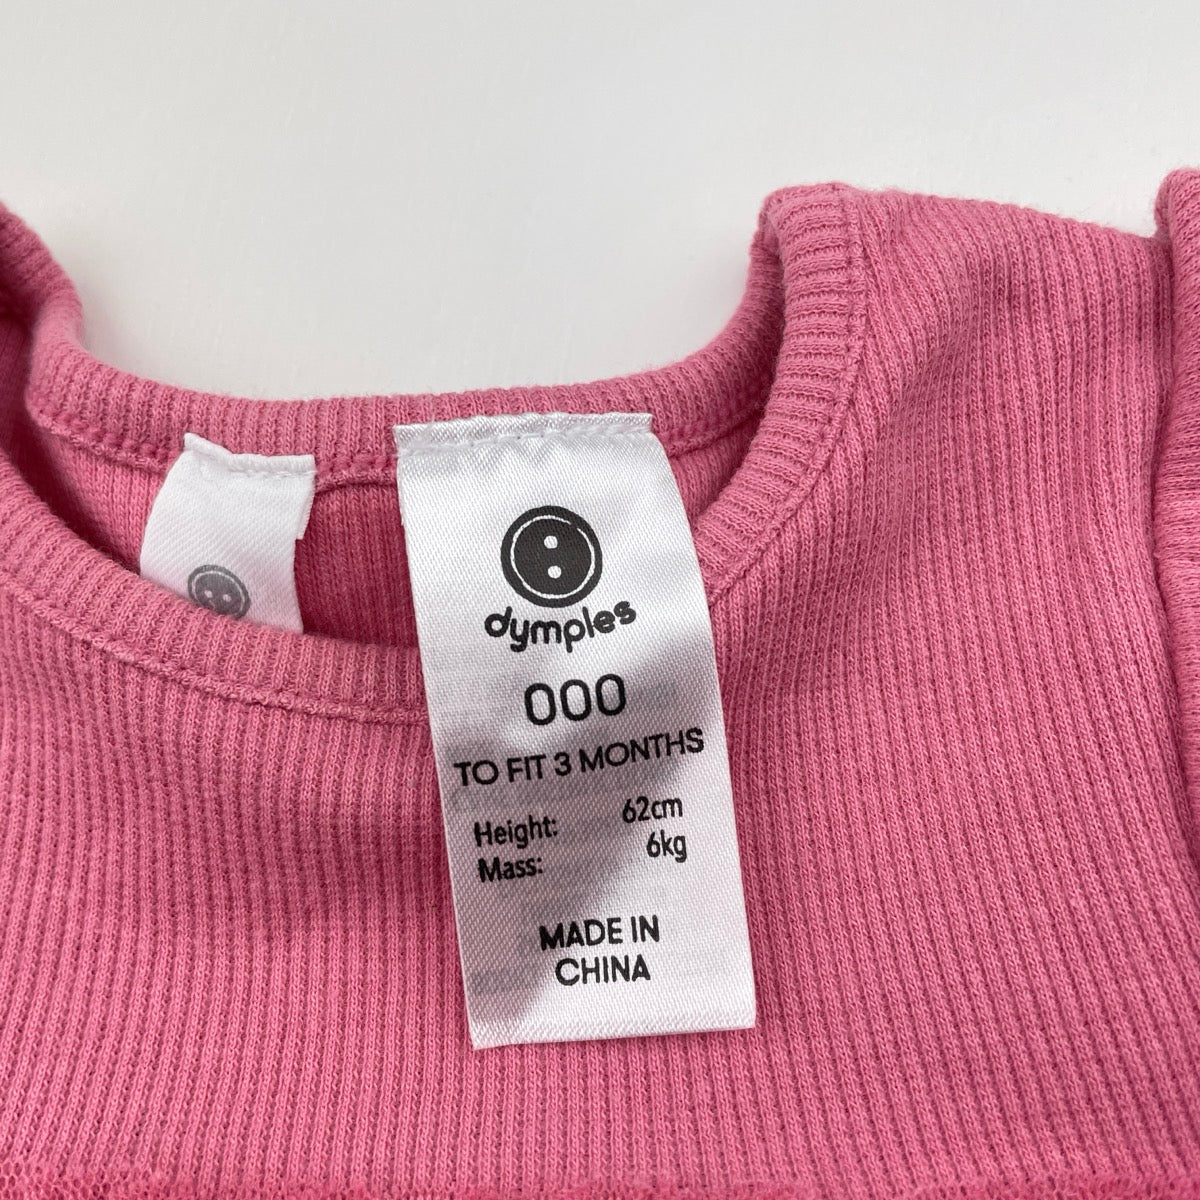 dymples
000
TO FIT 3 MONTHS
Height: 62cm
Mass: 6kg
MADE IN
CHINA